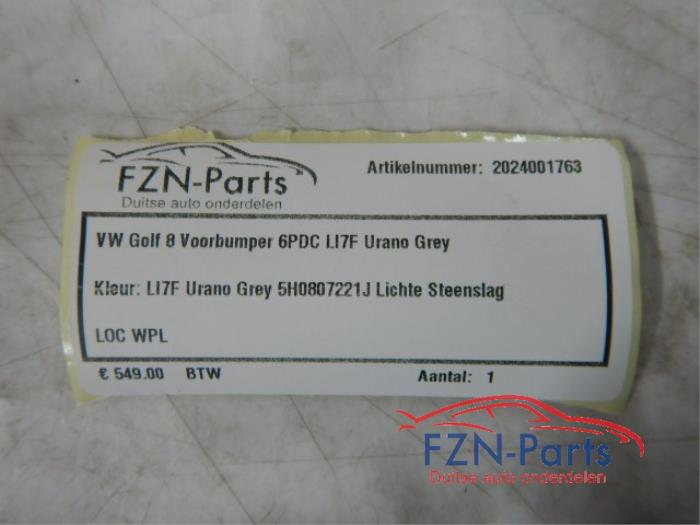 FZN-Parts
Duitse auto onderdelen
Artikelnummer: 2024001763
VW Golf 8 Voorbumper 6PDC LI7F Urano Grey
Kleur: LI7F Urano Grey 5H0807221J Lichte Steenslag
LOC WPL
€ 549.00 BTW
Aantal: 1
FZN-Parts
Duitse auto onderdelen